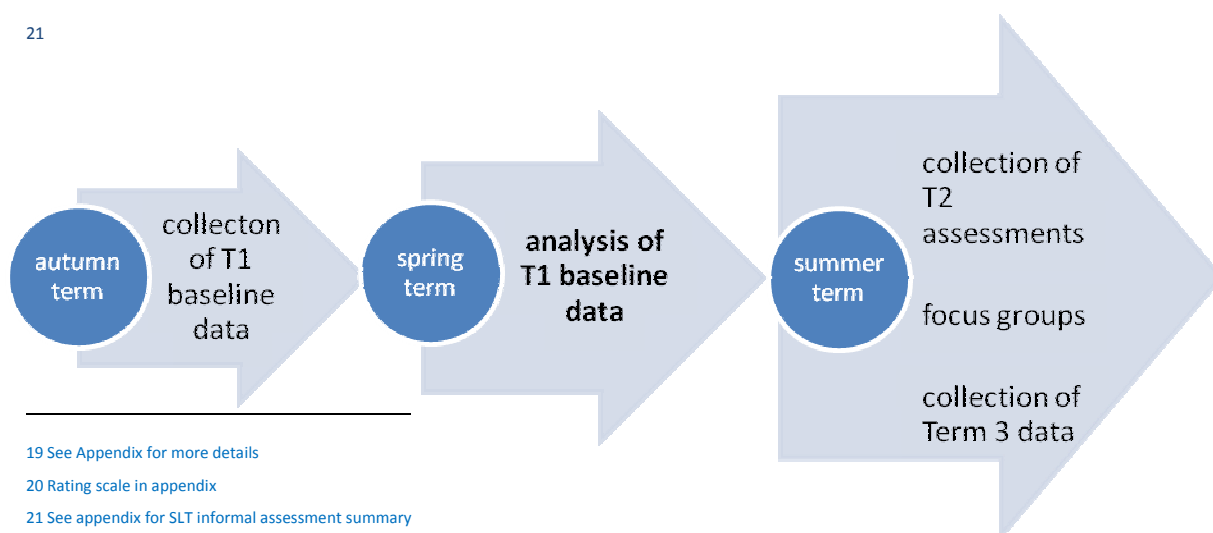 21
autumn
term
collecton
of T1
baseline
data
spring
term
analysis of
T1 baseline
data
summer
term
collection of
T2
assessments
focus groups
collection of
Term 3 data
19 See Appendix for more details
20 Rating scale in appendix
21 See appendix for SLT informal assessment summary